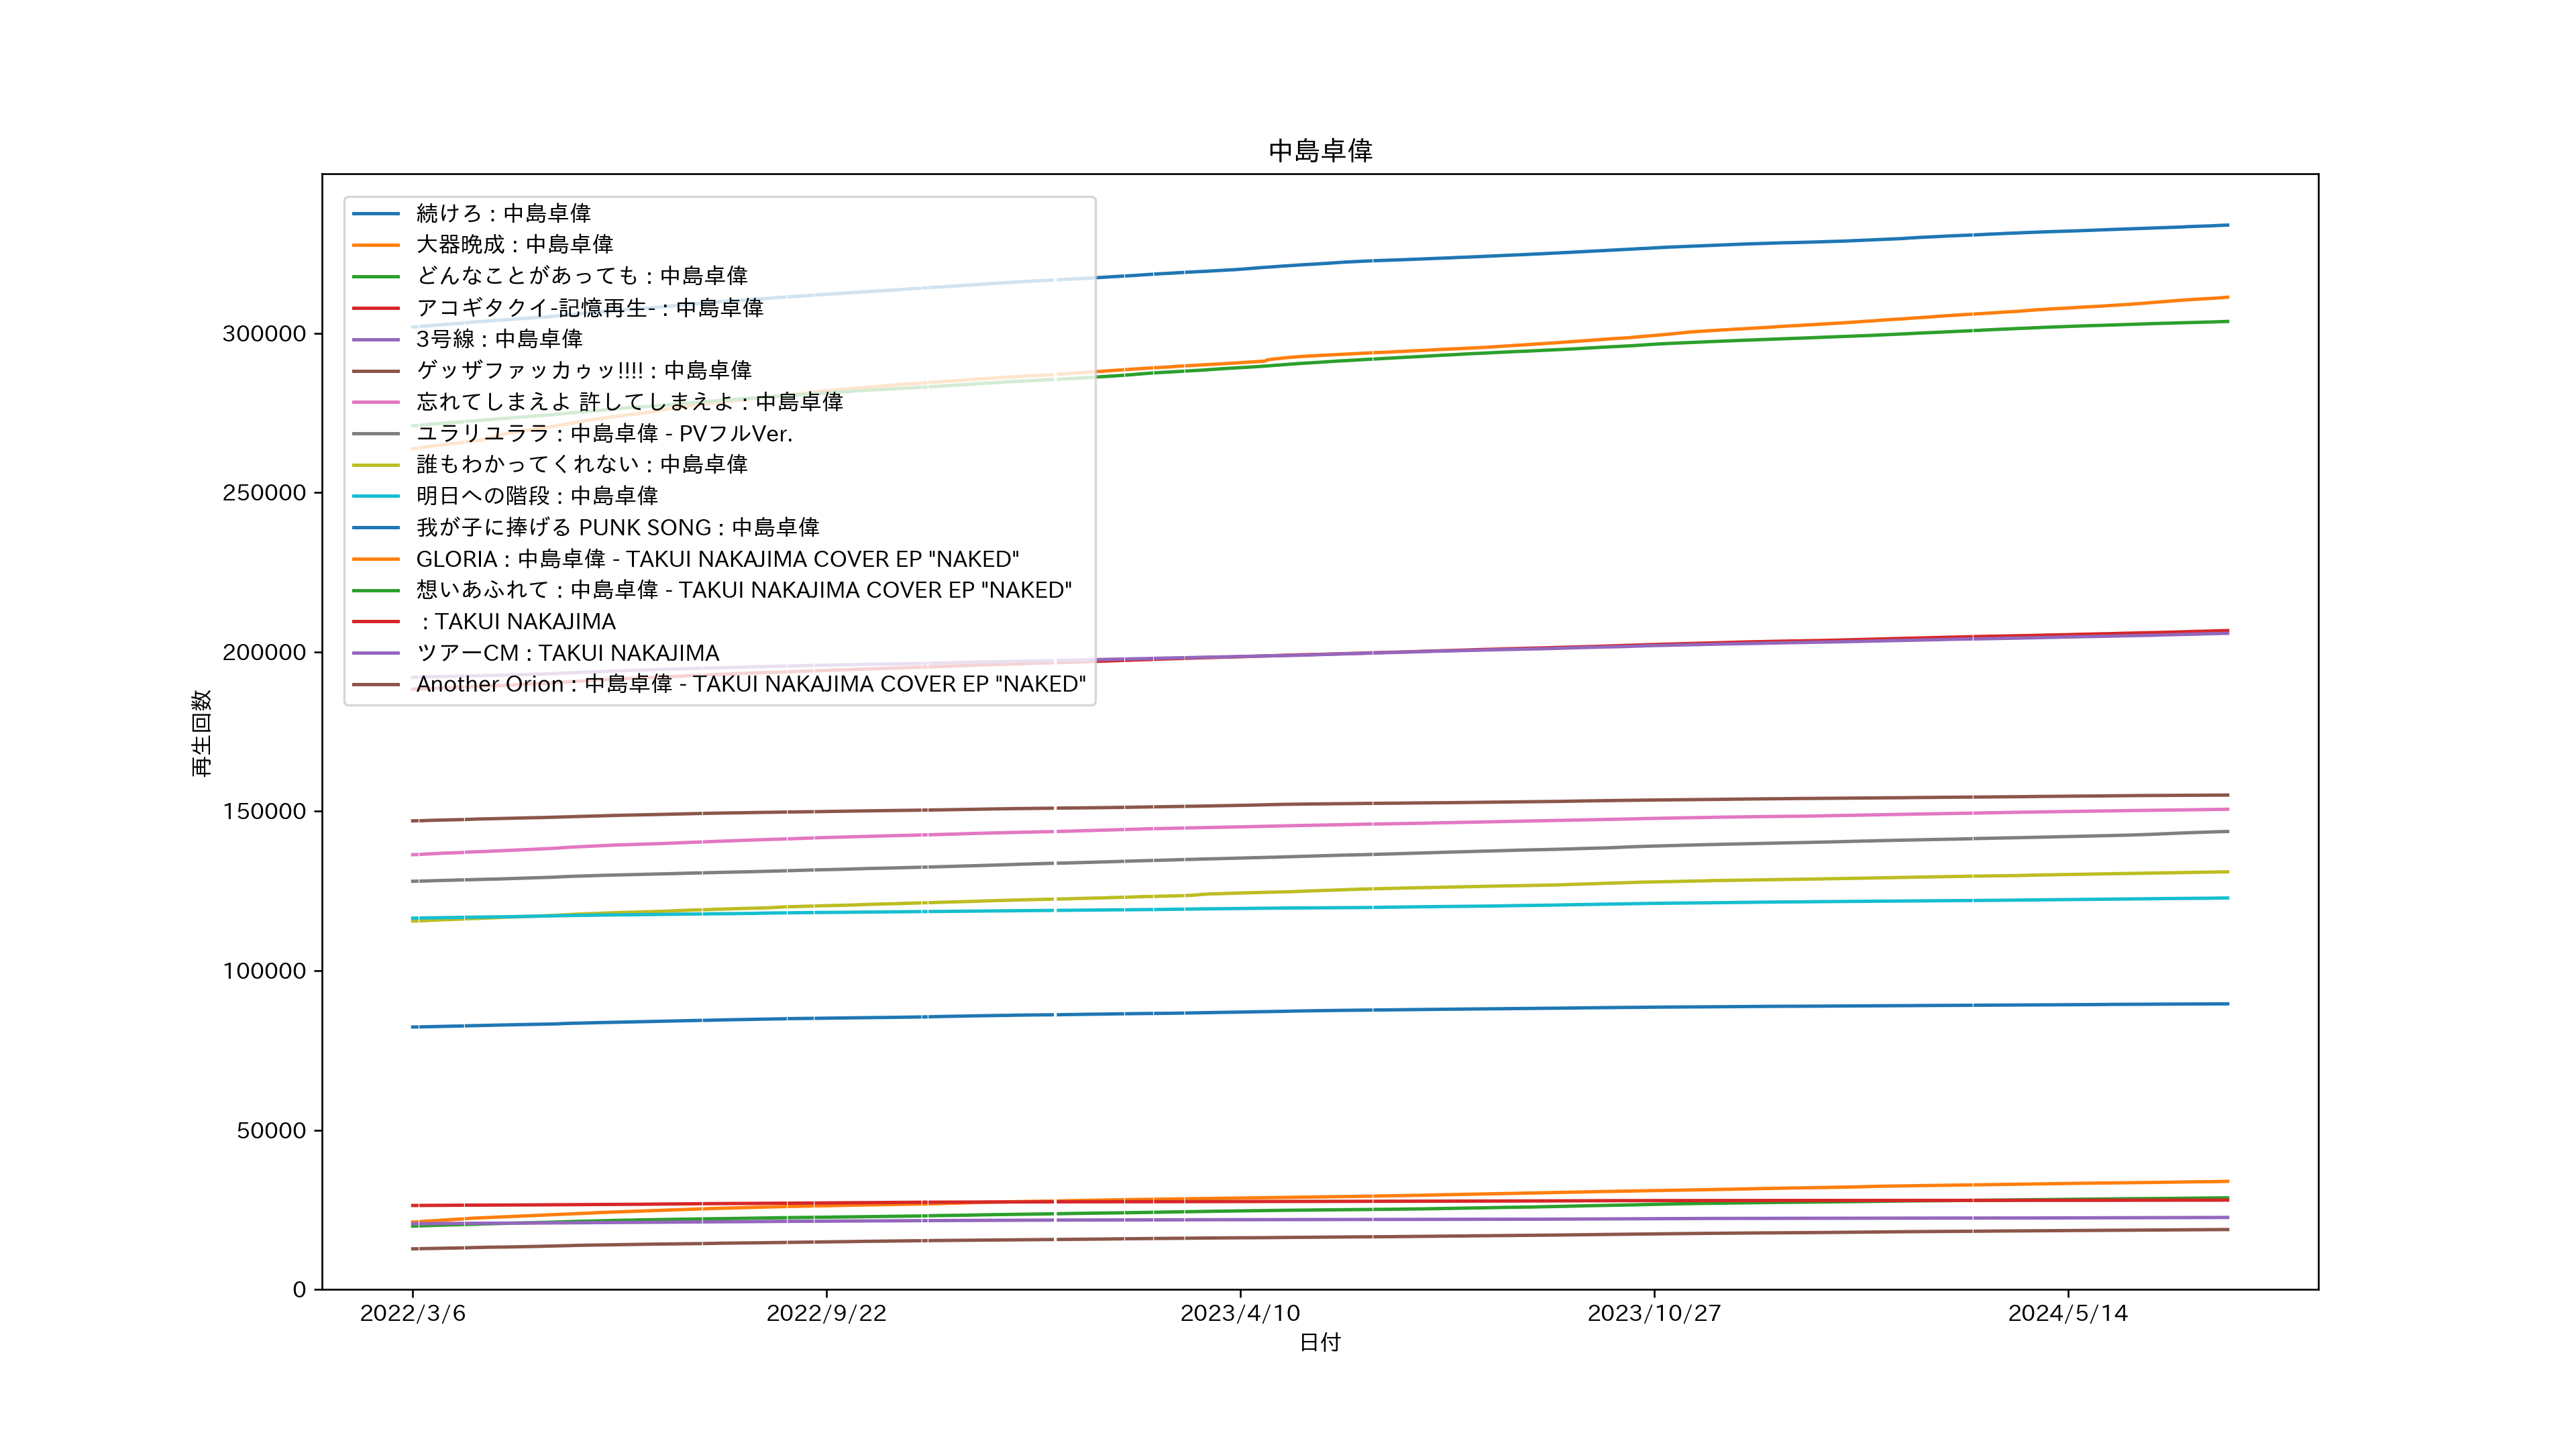 中島卓偉
続けろ : 中島卓偉
大器晩成 : 中島卓偉
どんなことがあっても : 中島卓偉
アコギタクイ-記憶再生- : 中島卓偉
3号線 : 中島卓偉
ゲッザファッカゥッ!!!! : 中島卓偉
忘れてしまえよ 許してしまえよ : 中島卓偉
ユラリユララ : 中島卓偉 - PVフルVer.
誰もわかってくれない : 中島卓偉
明日への階段 : 中島卓偉
我が子に捧げる PUNK SONG : 中島卓偉
GLORIA : 中島卓偉 - TAKUI NAKAJIMA COVER EP "NAKED"
想いあふれて : 中島卓偉 - TAKUI NAKAJIMA COVER EP "NAKED"
: TAKUI NAKAJIMA
ツアーCM : TAKUI NAKAJIMA
Another Orion : 中島卓偉 - TAKUI NAKAJIMA COVER EP "NAKED"
300000
250000
200000
150000
100000
50000
0
再生回数
2022/3/6
2022/9/22
2023/4/10
2023/10/27
2024/5/14
日付